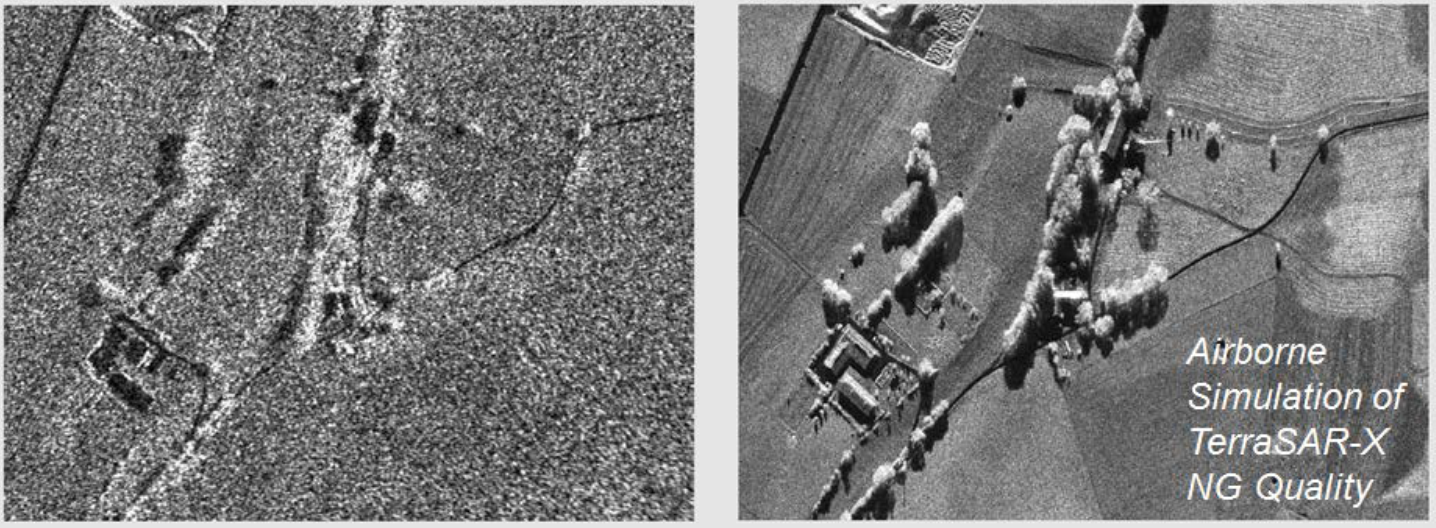 Airborne
Simulation of
TerraSAR-X
NG Quality